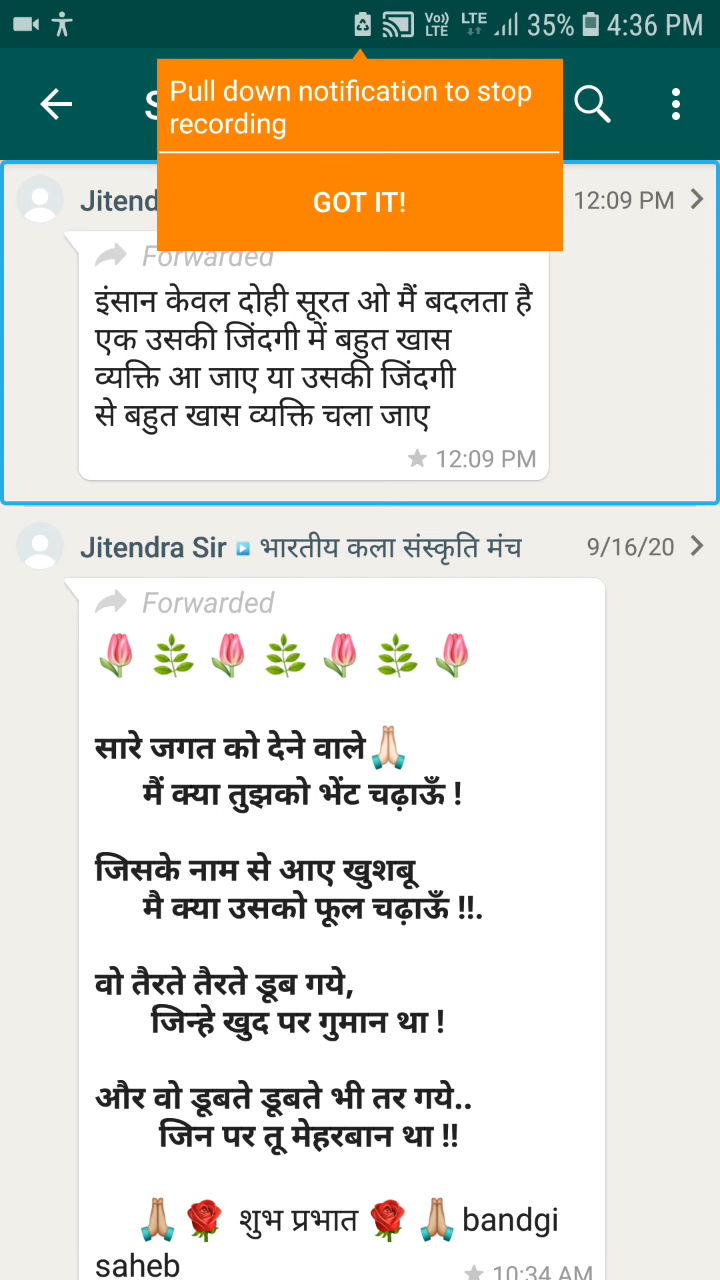 Vo)) LTE LTE 35% 4:36 PM
Pull down notification to stop
recording
GOT IT!
Jitend 12:09 PM
Forwarded
इंसान केवल दोही सूरत ओ मैं बदलता है
एक उसकी जिंदगी में बहुत खास
व्यक्ति आ जाए या उसकी जिंदगी
से बहुत खास व्यक्ति चला जाए
12:09 PM
Jitendra Sir ▶ भारतीय कला संस्कृति मंच 9/16/20
Forwarded
🌷 🌿 🌷 🌿 🌷 🌿 🌷
सारे जगत को देने वाले🙏🏻
मैं क्या तुझको भेंट चढ़ाऊँ !
जिसके नाम से आए खुशबू
मै क्या उसको फूल चढ़ाऊँ !!.
वो तैरते तैरते डूब गये,
जिन्हे खुद पर गुमान था !
और वो डूबते डूबते भी तर गये..
जिन पर तू मेहरबान था !!
🙏🏼🌹 शुभ प्रभात 🌹🙏🏼bandgi
saheb
10:34 AM